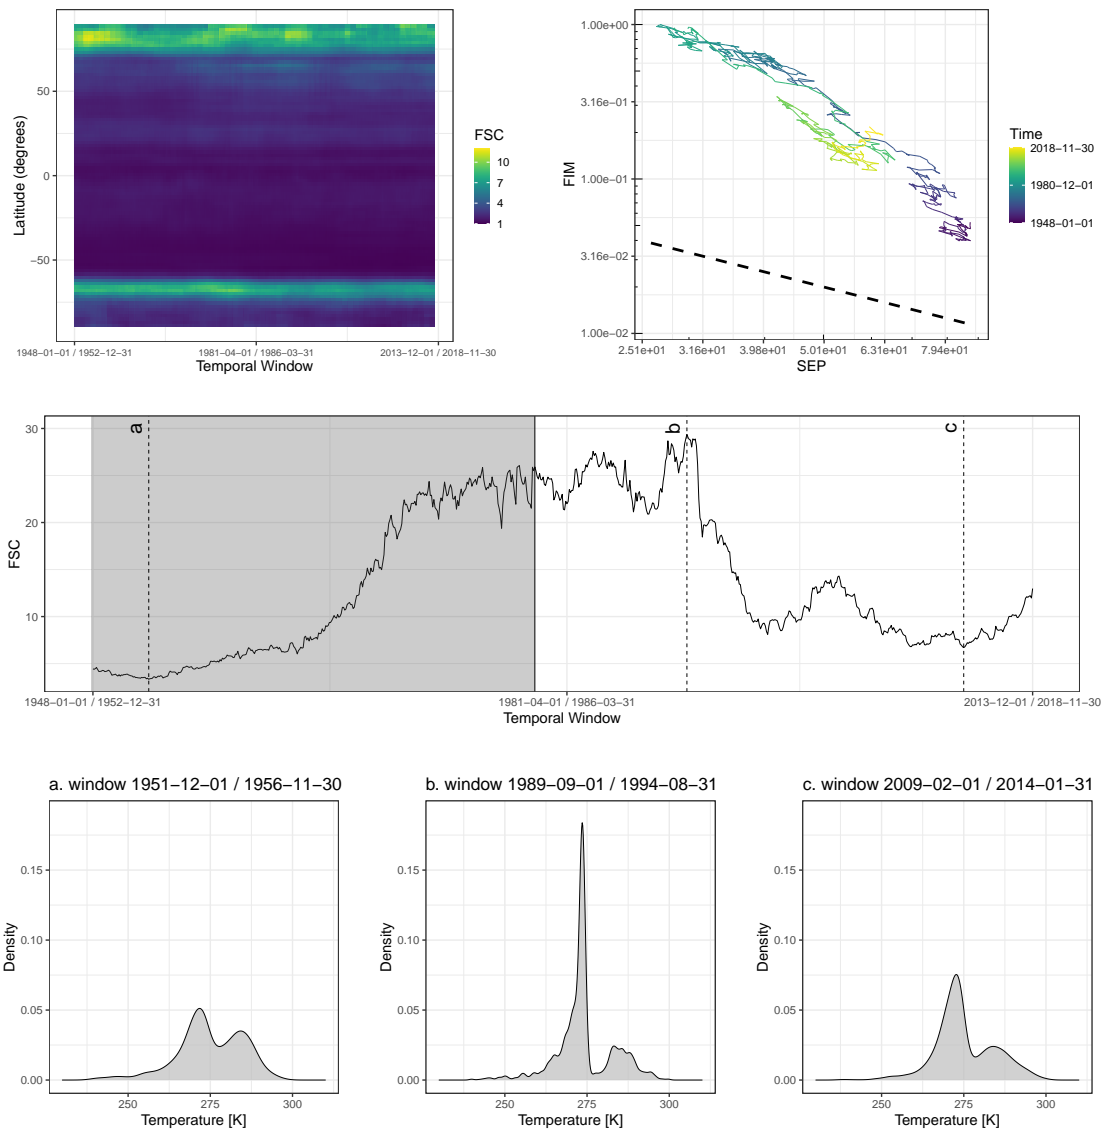 50
0
−50
Latitude (degrees)
1948−01−01 / 1952−12−31
1981−04−01 / 1986−03−31
2013−12−01 / 2018−11−30
Temporal Window
FSC
10
7
4
1
1.00e+00
3.16e−01
1.00e−01
3.16e−02
1.00e−02
FIM
2.51e+01
3.16e+01
3.98e+01
5.01e+01
6.31e+01
7.94e+01
SEP
Time
2018−11−30
1980−12−01
1948−01−01
a
b
c
30
20
10
FSC
1948−01−01 / 1952−12−31
1981−04−01 / 1986−03−31
2013−12−01 / 2018−11−30
Temporal Window
a. window 1951−12−01 / 1956−11−30
0.15
0.10
0.05
0.00
Density
250
275
300
Temperature [K]
b. window 1989−09−01 / 1994−08−31
0.15
0.10
0.05
0.00
Density
250
275
300
Temperature [K]
c. window 2009−02−01 / 2014−01−31
0.15
0.10
0.05
0.00
Density
250
275
300
Temperature [K]